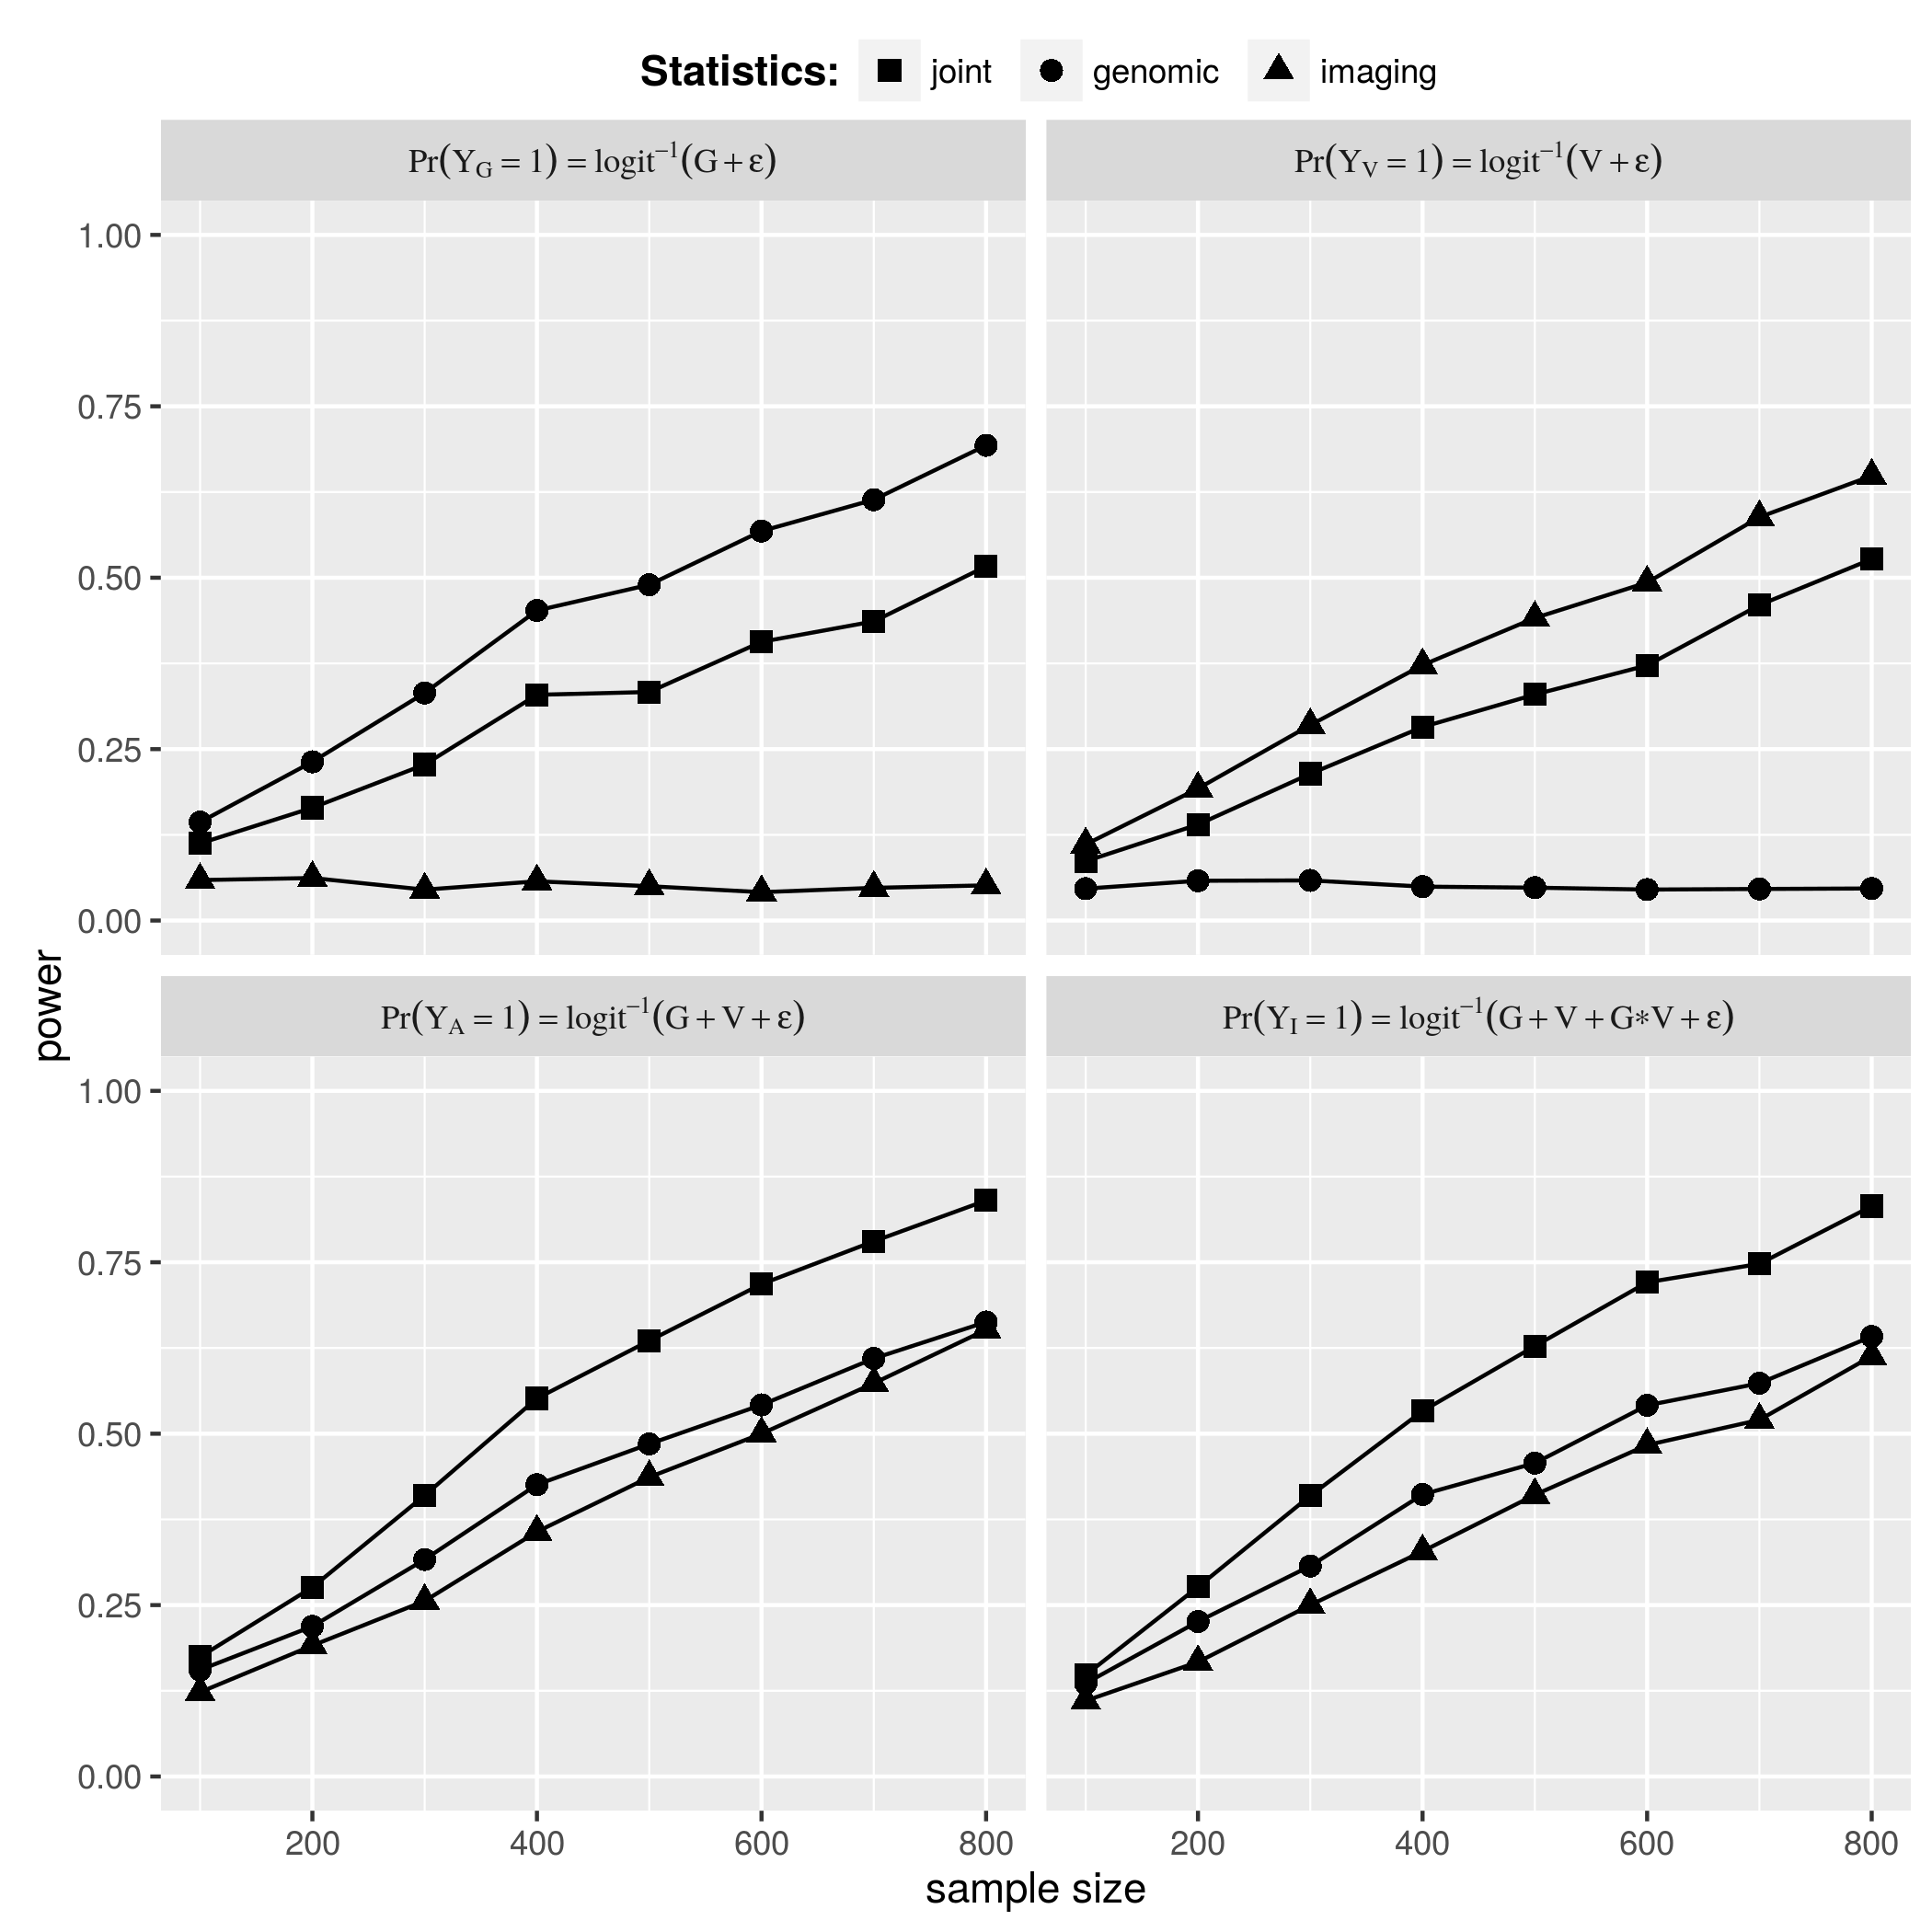 Statistics: joint genomic imaging
Pr(Y_G = 1) = logit⁻¹(G + ε)
Pr(Y_V = 1) = logit⁻¹(V + ε)
1.00
0.75
0.50
0.25
0.00
power
Pr(Y_A = 1) = logit⁻¹(G + V + ε)
Pr(Y_I = 1) = logit⁻¹(G + V + G∗V + ε)
1.00
0.75
0.50
0.25
0.00
200 400 600 800
200 400 600 800
sample size